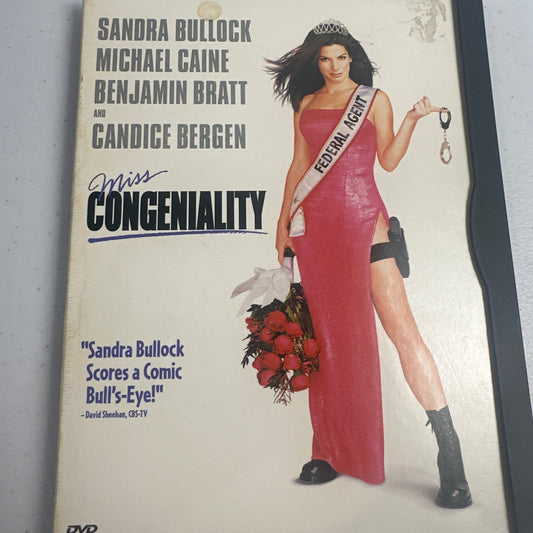 SANDRA BULLOCK
MICHAEL CAINE
BENJAMIN BRATT
AND
CANDICE BERGEN
FEDERAL AGENT
Miss
CONGENIALITY
"Sandra Bullock
Scores a Comic
Bull's-Eye!"
- David Sheehan, CBS-TV
DVD